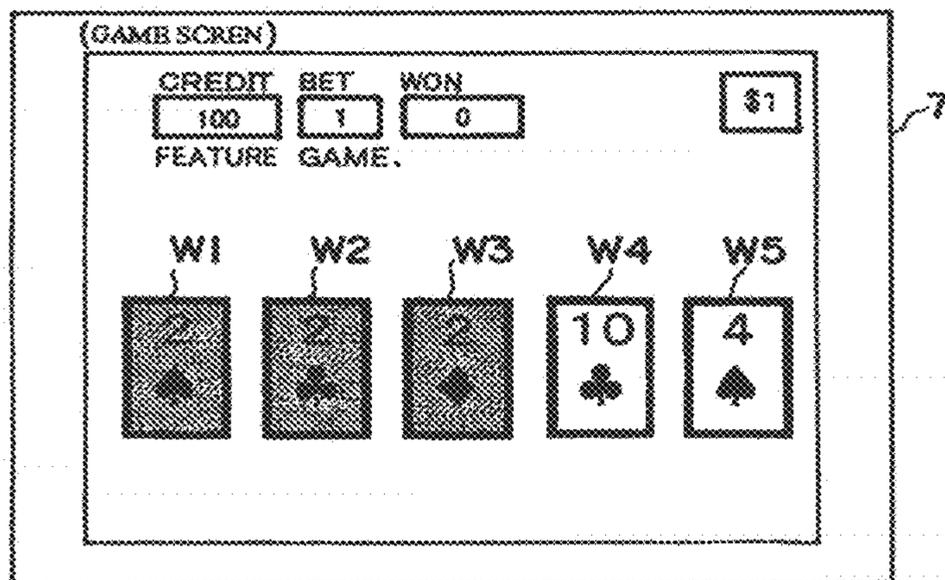 (GAME SCREN)
CREDIT BET WON
100 1 0 $1
FEATURE GAME.
7
W1 W2 W3 W4 W5
2 2 2 10 4
♠ ♣ ♦ ♣ ♠